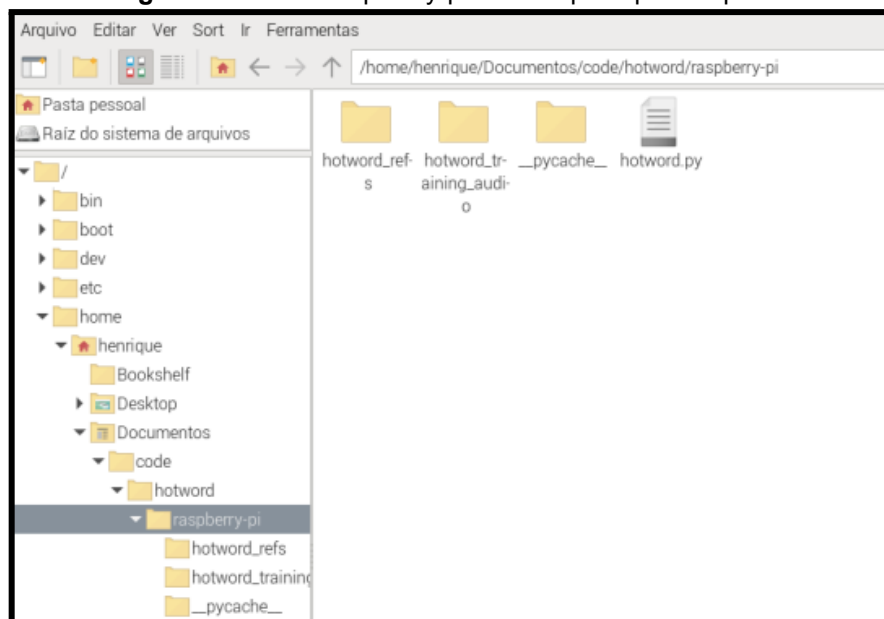 Arquivo Editar Ver Sort Ir Ferramentas
/home/henrique/Documentos/code/hotword/raspberry-pi
Pasta pessoal
Raíz do sistema de arquivos
/
bin
boot
dev
etc
home
henrique
Bookshelf
Desktop
Documentos
code
hotword
raspberry-pi
hotword_refs
hotword_training
__pycache__
hotword_ref-
s
hotword_tr-
aining_audi-
o
__pycache__
hotword.py